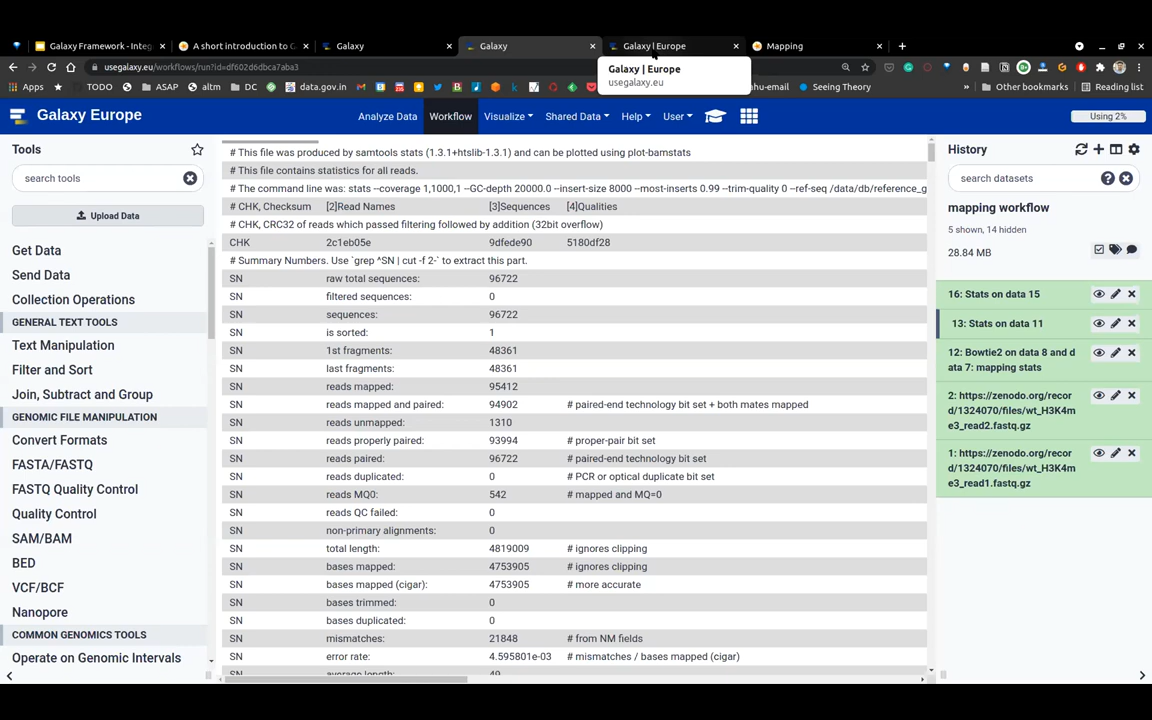 Galaxy Framework - Integ
A short introduction to G
Galaxy
Galaxy
Galaxy | Europe
Mapping
usegalaxy.eu/workflows/run?id=df602d6dbca7aba3
Galaxy | Europe
usegalaxy.eu
Apps
TODO
ASAP
altm
DC
data.gov.in
hu-email
Seeing Theory
Other bookmarks
Reading list
Galaxy Europe
Analyze Data
Workflow
Visualize
Shared Data
Help
User
Using 2%
Tools
search tools
Upload Data
Get Data
Send Data
Collection Operations
GENERAL TEXT TOOLS
Text Manipulation
Filter and Sort
Join, Subtract and Group
GENOMIC FILE MANIPULATION
Convert Formats
FASTA/FASTQ
FASTQ Quality Control
Quality Control
SAM/BAM
BED
VCF/BCF
Nanopore
COMMON GENOMICS TOOLS
Operate on Genomic Intervals
# This file was produced by samtools stats (1.3.1+htslib-1.3.1) and can be plotted using plot-bamstats
# This file contains statistics for all reads.
# The command line was: stats --coverage 1,1000,1 --GC-depth 20000.0 --insert-size 8000 --most-inserts 0.99 --trim-quality 0 --ref-seq /data/db/reference_g
# CHK, Checksum [2]Read Names [3]Sequences [4]Qualities
# CHK, CRC32 of reads which passed filtering followed by addition (32bit overflow)
CHK 2c1eb05e 9dfede90 5180df28
# Summary Numbers. Use `grep ^SN | cut -f 2-` to extract this part.
SN raw total sequences: 96722
SN filtered sequences: 0
SN sequences: 96722
SN is sorted: 1
SN 1st fragments: 48361
SN last fragments: 48361
SN reads mapped: 95412
SN reads mapped and paired: 94902 # paired-end technology bit set + both mates mapped
SN reads unmapped: 1310
SN reads properly paired: 93994 # proper-pair bit set
SN reads paired: 96722 # paired-end technology bit set
SN reads duplicated: 0 # PCR or optical duplicate bit set
SN reads MQ0: 542 # mapped and MQ=0
SN reads QC failed: 0
SN non-primary alignments: 0
SN total length: 4819009 # ignores clipping
SN bases mapped: 4753905 # ignores clipping
SN bases mapped (cigar): 4753905 # more accurate
SN bases trimmed: 0
SN bases duplicated: 0
SN mismatches: 21848 # from NM fields
SN error rate: 4.595801e-03 # mismatches / bases mapped (cigar)
SN average length: 49
History
search datasets
mapping workflow
5 shown, 14 hidden
28.84 MB
16: Stats on data 15
13: Stats on data 11
12: Bowtie2 on data 8 and d
ata 7: mapping stats
2: https://zenodo.org/recor
d/1324070/files/wt_H3K4m
e3_read2.fastq.gz
1: https://zenodo.org/recor
d/1324070/files/wt_H3K4m
e3_read1.fastq.gz